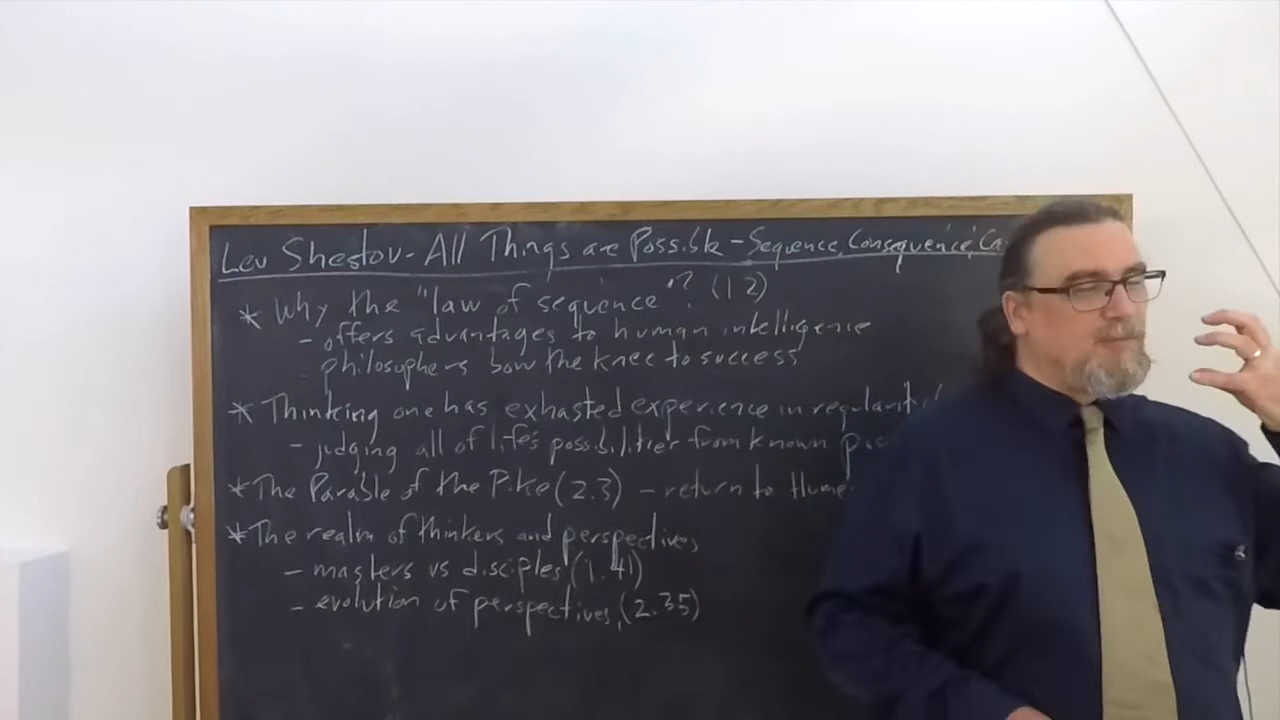 Lev Shestov - All Things are Possible - Sequence, Consequence, Ca
* Why the "law of sequence"? (1 2)
- offers advantages to human intelligence
- philosophers bow the knee to success
* Thinking one has exhasted experience in regularit
- judging all of life's possibilities from known
* The Parable of the Pike (2.3) - return to Hume
* The realm of thinkers and perspectives
- masters vs disciples (1.41)
- evolution of perspectives, (2.35)